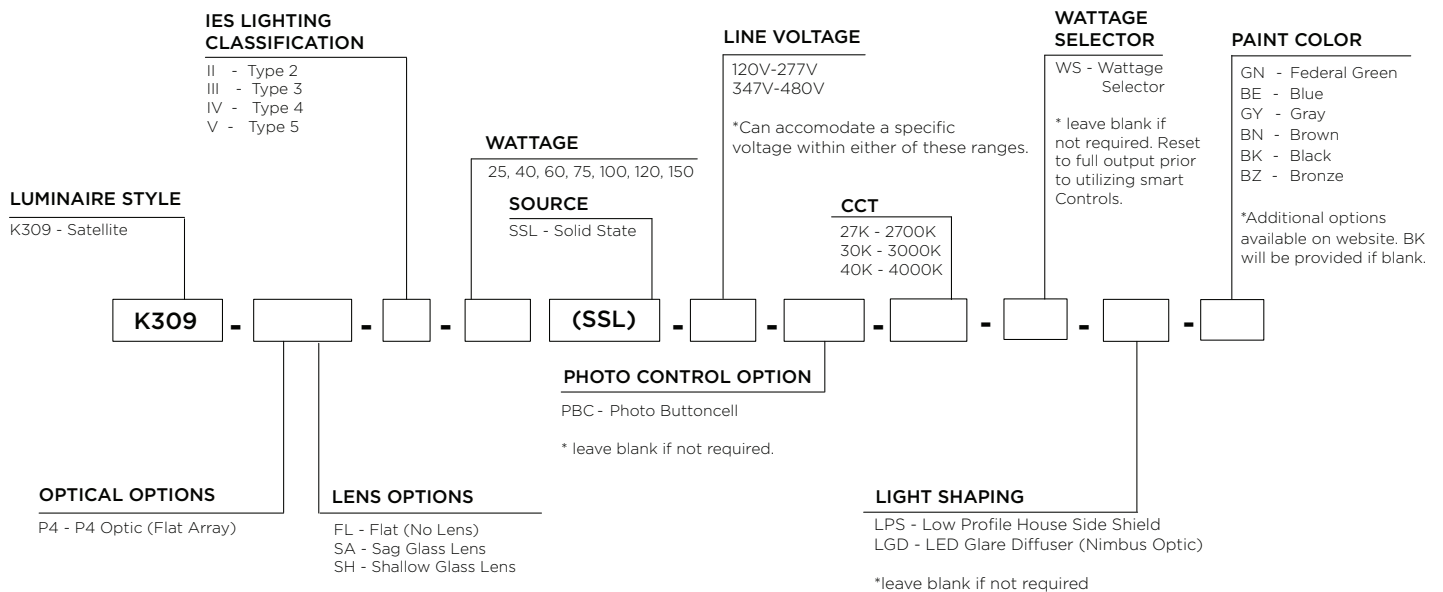 IES LIGHTING
CLASSIFICATION
II - Type 2
III - Type 3
IV - Type 4
V - Type 5
LINE VOLTAGE
120V-277V
347V-480V
*Can accomodate a specific
voltage within either of these ranges.
WATTAGE
SELECTOR
WS - Wattage
Selector
* leave blank if
not required. Reset
to full output prior
to utilizing smart
Controls.
PAINT COLOR
GN - Federal Green
BE - Blue
GY - Gray
BN - Brown
BK - Black
BZ - Bronze
*Additional options
available on website. BK
will be provided if blank.
WATTAGE
25, 40, 60, 75, 100, 120, 150
LUMINAIRE STYLE
K309 - Satellite
SOURCE
SSL - Solid State
CCT
27K - 2700K
30K - 3000K
40K - 4000K
K309 - - - (SSL) - - - - - -
PHOTO CONTROL OPTION
PBC - Photo Buttoncell
* leave blank if not required.
OPTICAL OPTIONS
P4 - P4 Optic (Flat Array)
LENS OPTIONS
FL - Flat (No Lens)
SA - Sag Glass Lens
SH - Shallow Glass Lens
LIGHT SHAPING
LPS - Low Profile House Side Shield
LGD - LED Glare Diffuser (Nimbus Optic)
*leave blank if not required